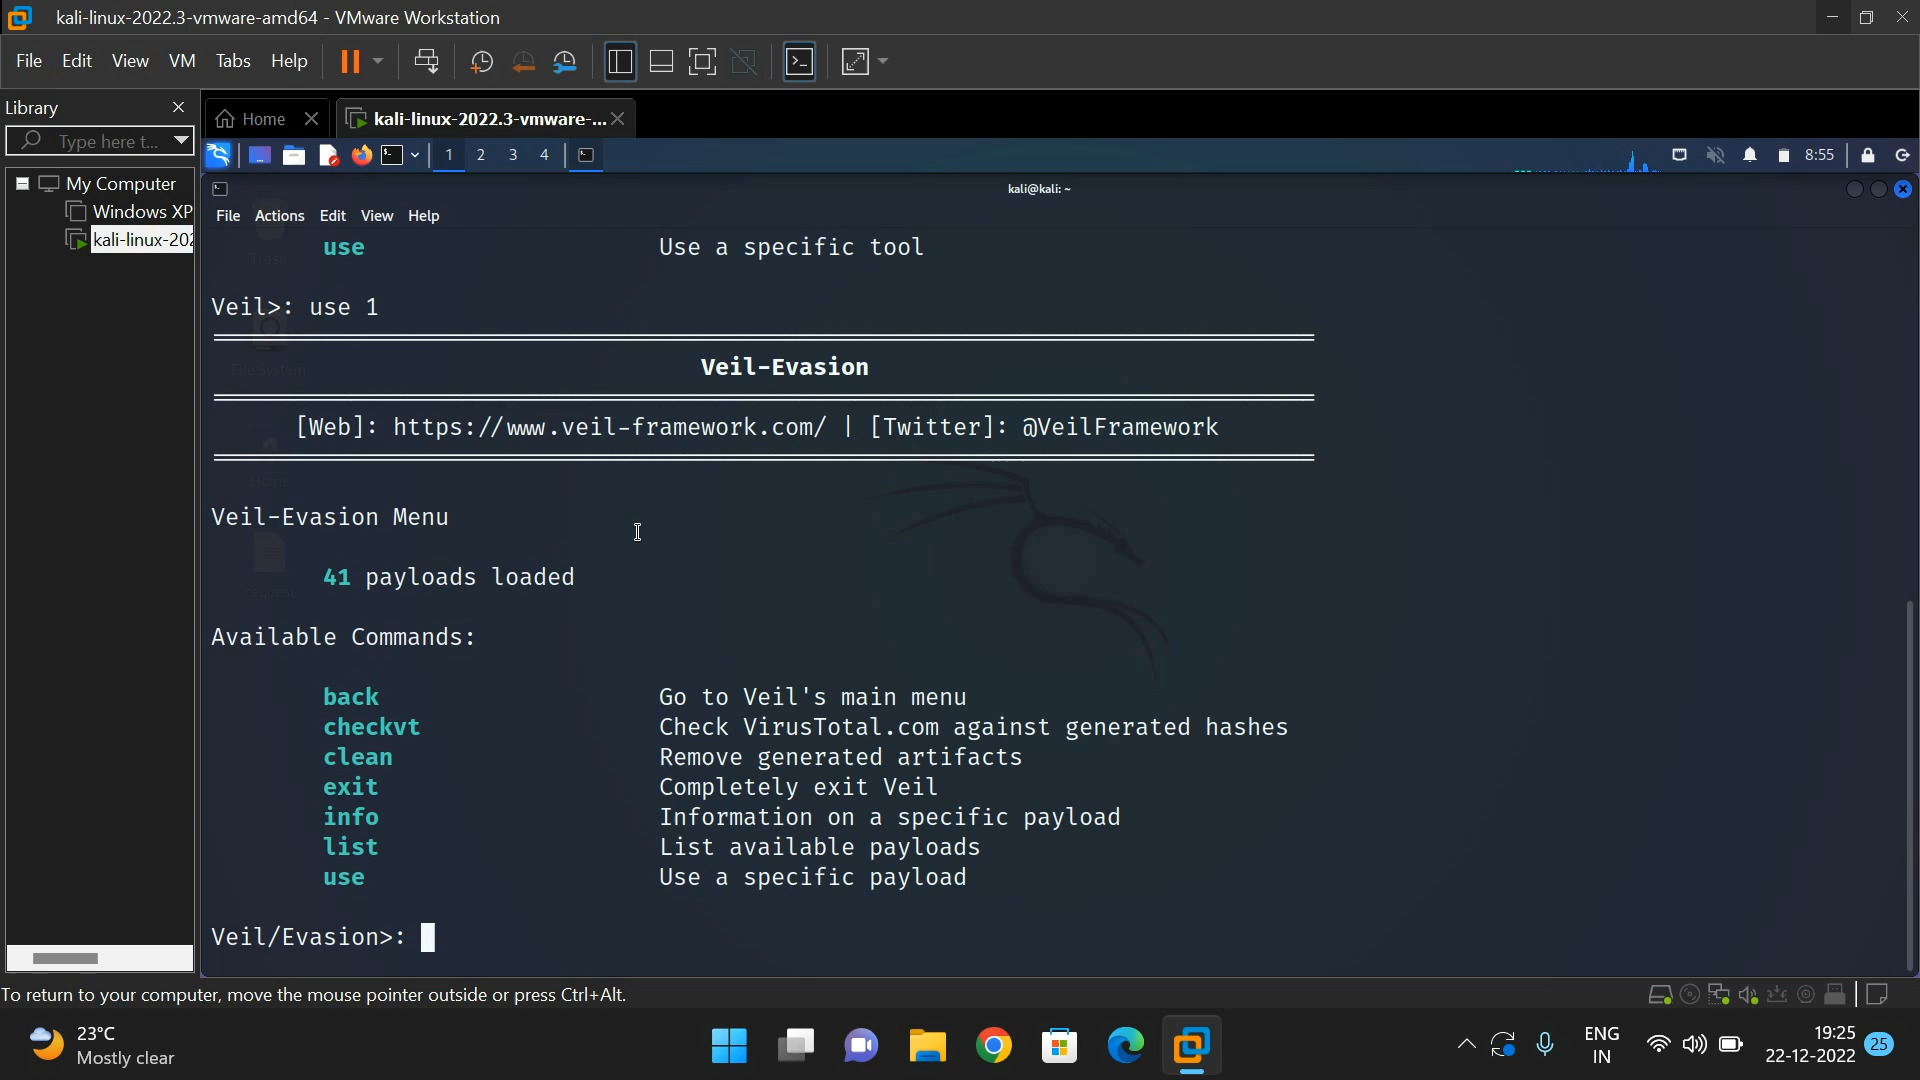 kali-linux-2022.3-vmware-amd64 - VMware Workstation
File Edit View VM Tabs Help
Library
Home
kali-linux-2022.3-vmware-...
Type here t...
1 2 3 4
8:55
My Computer
Windows XP
kali-linux-202
kali@kali: ~
File Actions Edit View Help
use Use a specific tool
Veil>: use 1
Veil-Evasion
File System
[Web]: https://www.veil-framework.com/ | [Twitter]: @VeilFramework
Home
Veil-Evasion Menu
41 payloads loaded
request
Available Commands:
back Go to Veil's main menu
checkvt Check VirusTotal.com against generated hashes
clean Remove generated artifacts
exit Completely exit Veil
info Information on a specific payload
list List available payloads
use Use a specific payload
Veil/Evasion>:
To return to your computer, move the mouse pointer outside or press Ctrl+Alt.
23°C
Mostly clear
ENG
IN
19:25
22-12-2022
25